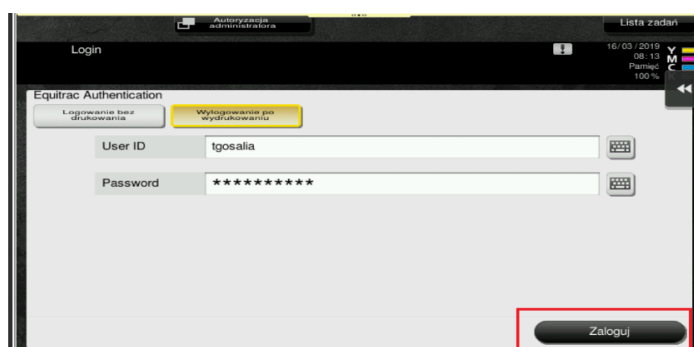 Autoryzacja
administratora
Lista zadań
Login
16/03/2019
08:13
Pamięć
100 %
Y
M
C
Equitrac Authentication
Logowanie bez
drukowania
Wylogowanie po
wydrukowaniu
User ID
tgosalia
Password
**********
Zaloguj